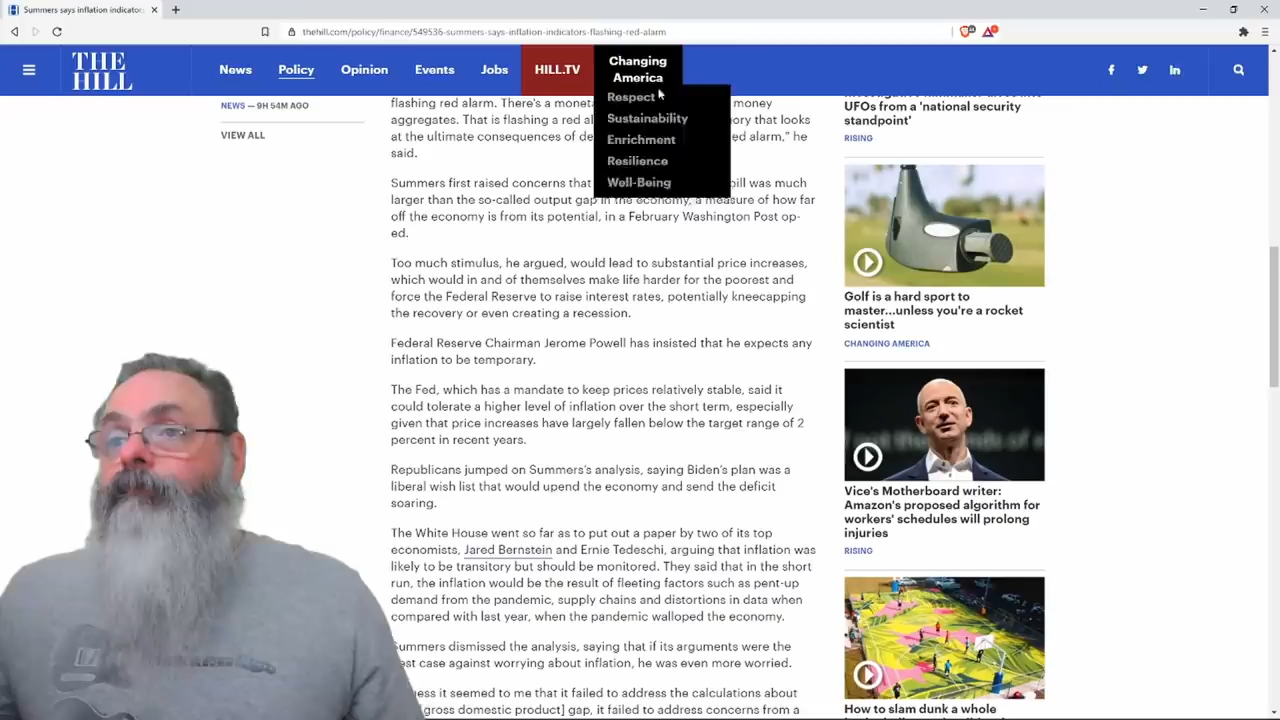 Summers says inflation indicators
thehill.com/policy/finance/549536-summers-says-inflation-indicators-flashing-red-alarm
THE
HILL
News
Policy
Opinion
Events
Jobs
HILL.TV
Changing
America
Respect
Sustainability
Enrichment
Resilience
Well-Being
NEWS — 9H 54M AGO
VIEW ALL
flashing red alarm. There's a moneta
money
aggregates. That is flashing a red al
ory that looks
at the ultimate consequences of de
ed alarm," he
said.
Summers first raised concerns that
bill was much
larger than the so-called output gap in the economy, a measure of how far
off the economy is from its potential, in a February Washington Post op-
ed.
Too much stimulus, he argued, would lead to substantial price increases,
which would in and of themselves make life harder for the poorest and
force the Federal Reserve to raise interest rates, potentially kneecapping
the recovery or even creating a recession.
Federal Reserve Chairman Jerome Powell has insisted that he expects any
inflation to be temporary.
The Fed, which has a mandate to keep prices relatively stable, said it
could tolerate a higher level of inflation over the short term, especially
given that price increases have largely fallen below the target range of 2
percent in recent years.
Republicans jumped on Summers's analysis, saying Biden's plan was a
liberal wish list that would upend the economy and send the deficit
soaring.
The White House went so far as to put out a paper by two of its top
economists, Jared Bernstein and Ernie Tedeschi, arguing that inflation was
likely to be transitory but should be monitored. They said that in the short
run, the inflation would be the result of fleeting factors such as pent-up
demand from the pandemic, supply chains and distortions in data when
compared with last year, when the pandemic walloped the economy.
Summers dismissed the analysis, saying that if its arguments were the
est case against worrying about inflation, he was even more worried.
uess it seemed to me that it failed to address the calculations about
gross domestic product] gap, it failed to address concerns from a
UFOs from a 'national security
standpoint'
RISING
Golf is a hard sport to
master...unless you're a rocket
scientist
CHANGING AMERICA
Vice's Motherboard writer:
Amazon's proposed algorithm for
workers' schedules will prolong
injuries
RISING
How to slam dunk a whole